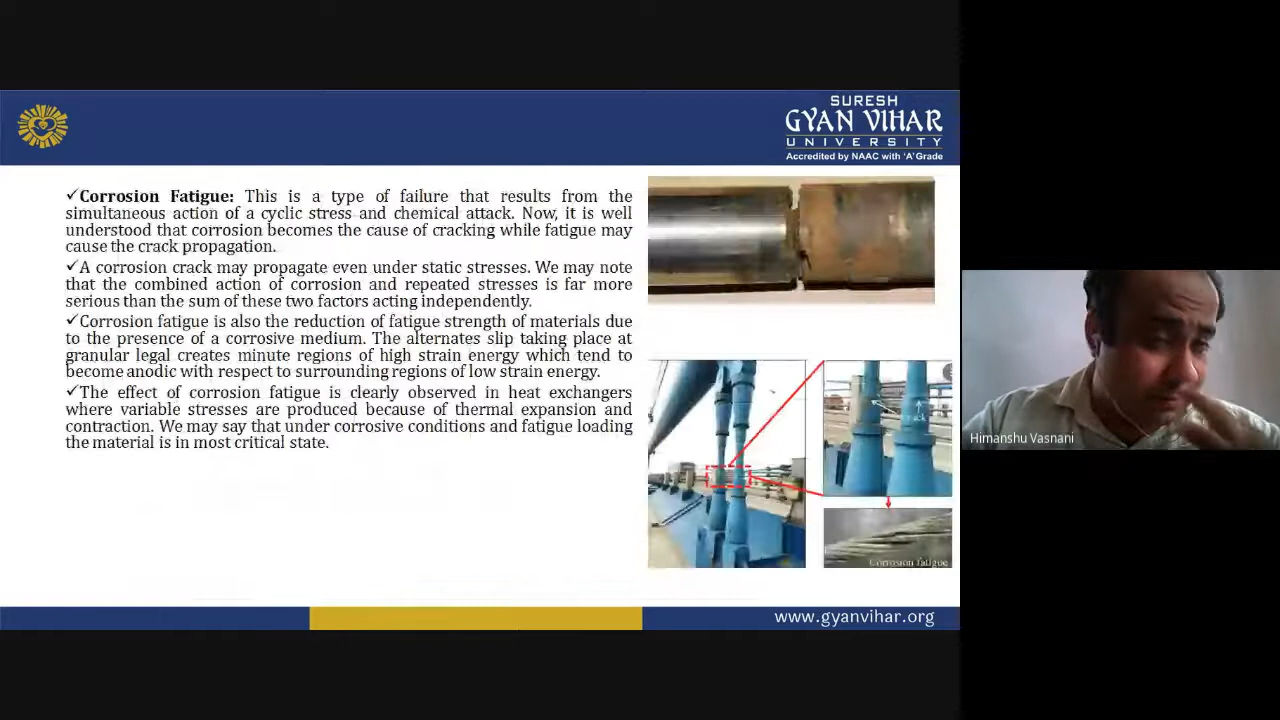 SURESH
GYAN VIHAR
UNIVERSITY
Accredited by NAAC with 'A' Grade
✓Corrosion Fatigue: This is a type of failure that results from the
simultaneous action of a cyclic stress and chemical attack. Now, it is well
understood that corrosion becomes the cause of cracking while fatigue may
cause the crack propagation.
✓A corrosion crack may propagate even under static stresses. We may note
that the combined action of corrosion and repeated stresses is far more
serious than the sum of these two factors acting independently.
✓Corrosion fatigue is also the reduction of fatigue strength of materials due
to the presence of a corrosive medium. The alternates slip taking place at
granular legal creates minute regions of high strain energy which tend to
become anodic with respect to surrounding regions of low strain energy.
✓The effect of corrosion fatigue is clearly observed in heat exchangers
where variable stresses are produced because of thermal expansion and
contraction. We may say that under corrosive conditions and fatigue loading
the material is in most critical state.
Corrosion fatigue
Himanshu Vasnani
www.gyanvihar.org